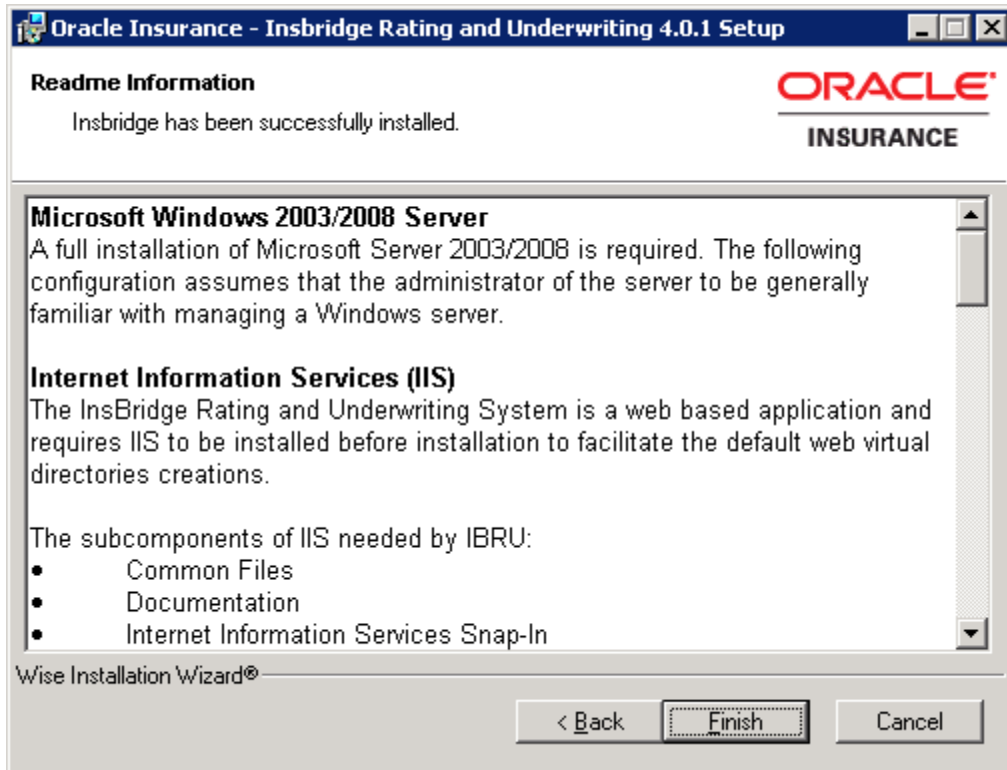 Oracle Insurance - Insbridge Rating and Underwriting 4.0.1 Setup
Readme Information
Insbridge has been successfully installed.
ORACLE
INSURANCE
Microsoft Windows 2003/2008 Server
A full installation of Microsoft Server 2003/2008 is required. The following
configuration assumes that the administrator of the server to be generally
familiar with managing a Windows server.
Internet Information Services (IIS)
The InsBridge Rating and Underwriting System is a web based application and
requires IIS to be installed before installation to facilitate the default web virtual
directories creations.
The subcomponents of IIS needed by IBRU:
• Common Files
• Documentation
• Internet Information Services Snap-In
Wise Installation Wizard®
< Back Finish Cancel